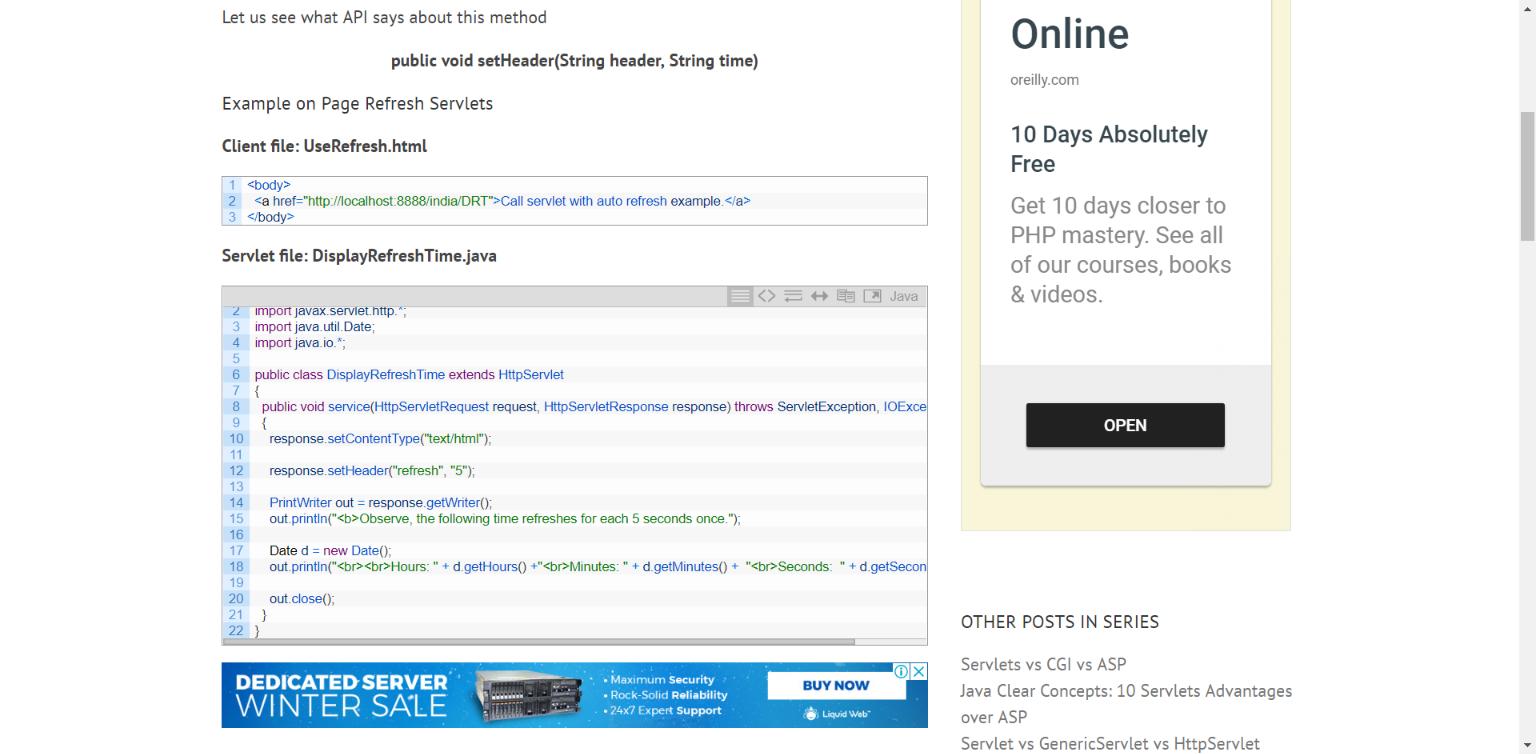 Let us see what API says about this method
public void setHeader(String header, String time)
Example on Page Refresh Servlets
Client file: UseRefresh.html
1 <body>
2 <a href="http://localhost:8888/india/DRT">Call servlet with auto refresh example.</a>
3 </body>
Servlet file: DisplayRefreshTime.java
Java
2 import javax.servlet.http.*;
3 import java.util.Date;
4 import java.io.*;
5
6 public class DisplayRefreshTime extends HttpServlet
7 {
8 public void service(HttpServletRequest request, HttpServletResponse response) throws ServletException, IOExce
9 {
10 response.setContentType("text/html");
11
12 response.setHeader("refresh", "5");
13
14 PrintWriter out = response.getWriter();
15 out.println("<b>Observe, the following time refreshes for each 5 seconds once.");
16
17 Date d = new Date();
18 out.println("<br><br>Hours: " + d.getHours() +"<br>Minutes: " + d.getMinutes() + "<br>Seconds: " + d.getSecon
19
20 out.close();
21 }
22 }
DEDICATED SERVER
WINTER SALE
• Maximum Security
• Rock-Solid Reliability
• 24x7 Expert Support
BUY NOW
Liquid Web™
Online
oreilly.com
10 Days Absolutely
Free
Get 10 days closer to
PHP mastery. See all
of our courses, books
& videos.
OPEN
OTHER POSTS IN SERIES
Servlets vs CGI vs ASP
Java Clear Concepts: 10 Servlets Advantages
over ASP
Servlet vs GenericServlet vs HttpServlet